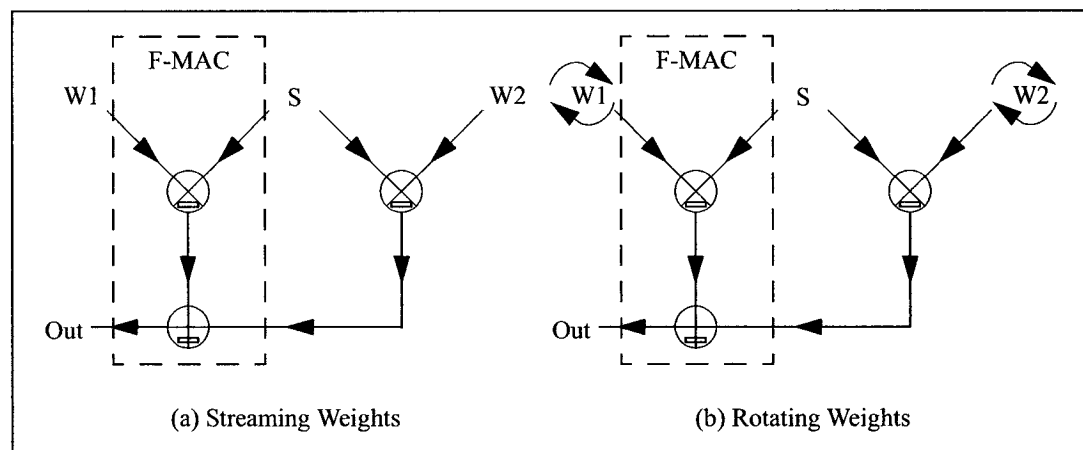 F-MAC
W1
S
W2
Out
(a) Streaming Weights
F-MAC
W1
S
W2
Out
(b) Rotating Weights